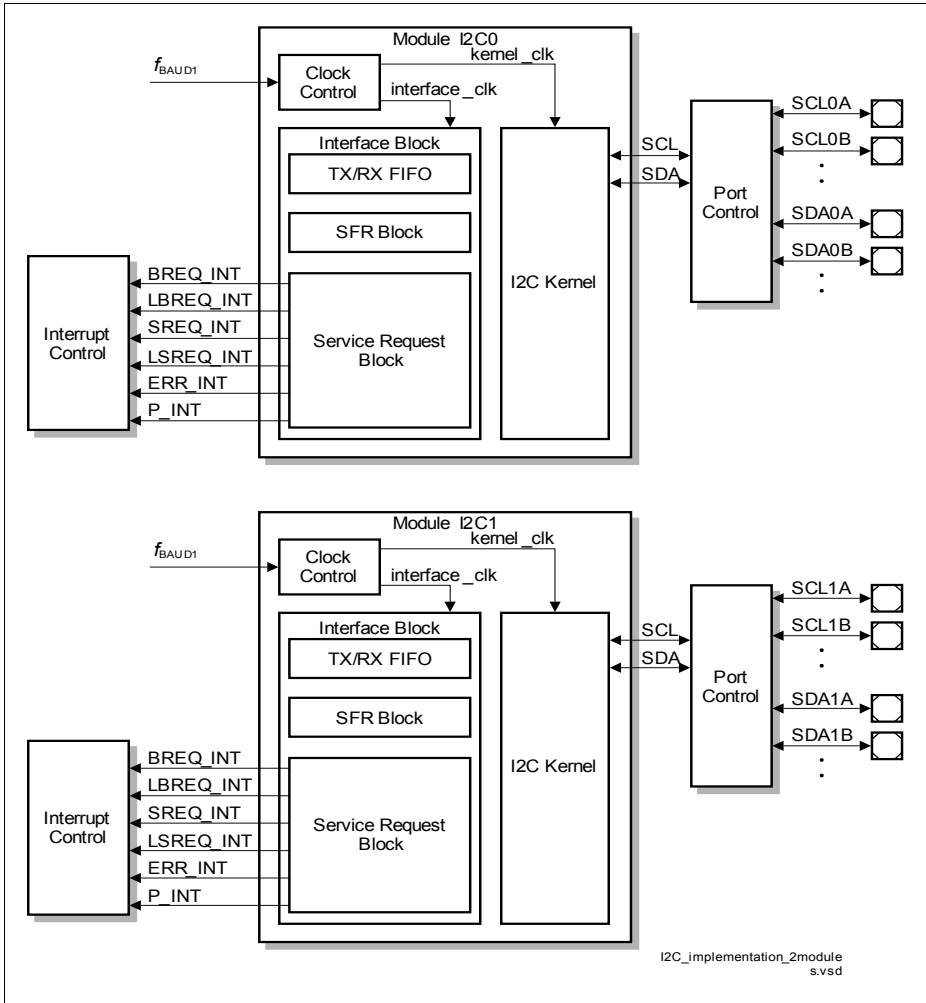 Module I2C0
kernel_clk
fBAUD1
Clock
Control
interface_clk
Interface Block
TX/RX FIFO
SFR Block
Service Request
Block
I2C Kernel
BREQ_INT
LBREQ_INT
SREQ_INT
LSREQ_INT
ERR_INT
P_INT
Interrupt
Control
SCL
SDA
Port
Control
SCL0A
SCL0B
SDA0A
SDA0B
Module I2C1
kernel_clk
fBAUD1
Clock
Control
interface_clk
Interface Block
TX/RX FIFO
SFR Block
Service Request
Block
I2C Kernel
BREQ_INT
LBREQ_INT
SREQ_INT
LSREQ_INT
ERR_INT
P_INT
Interrupt
Control
SCL
SDA
Port
Control
SCL1A
SCL1B
SDA1A
SDA1B
I2C_implementation_2module
s.vsd